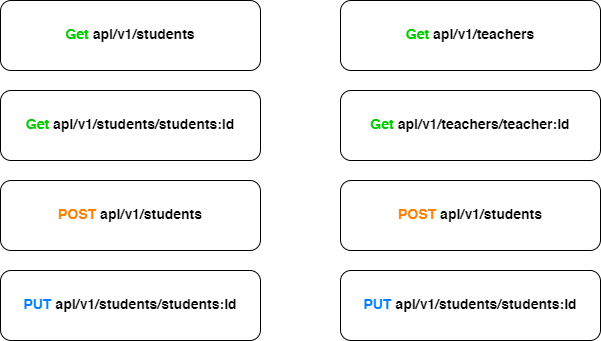 Get api/v1/students
Get api/v1/teachers
Get api/v1/students/students:Id
Get api/v1/teachers/teacher:Id
POST api/v1/students
POST api/v1/students
PUT api/v1/students/students:Id
PUT api/v1/students/students:Id